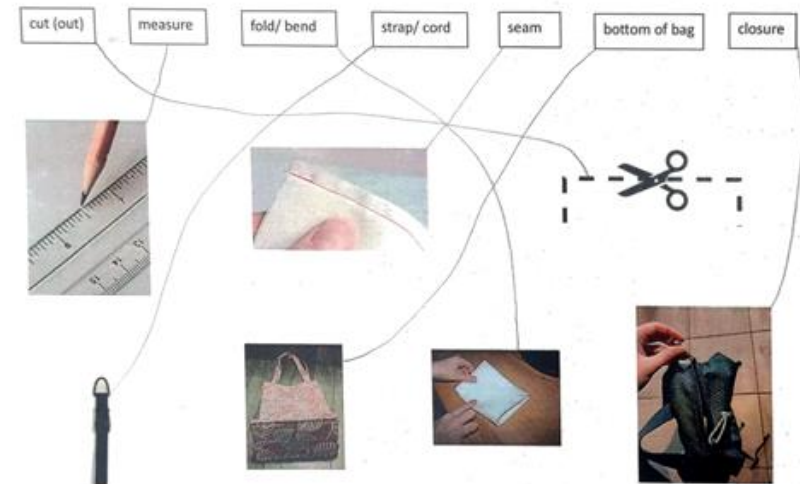 cut (out)
measure
fold/ bend
strap/ cord
seam
bottom of bag
closure